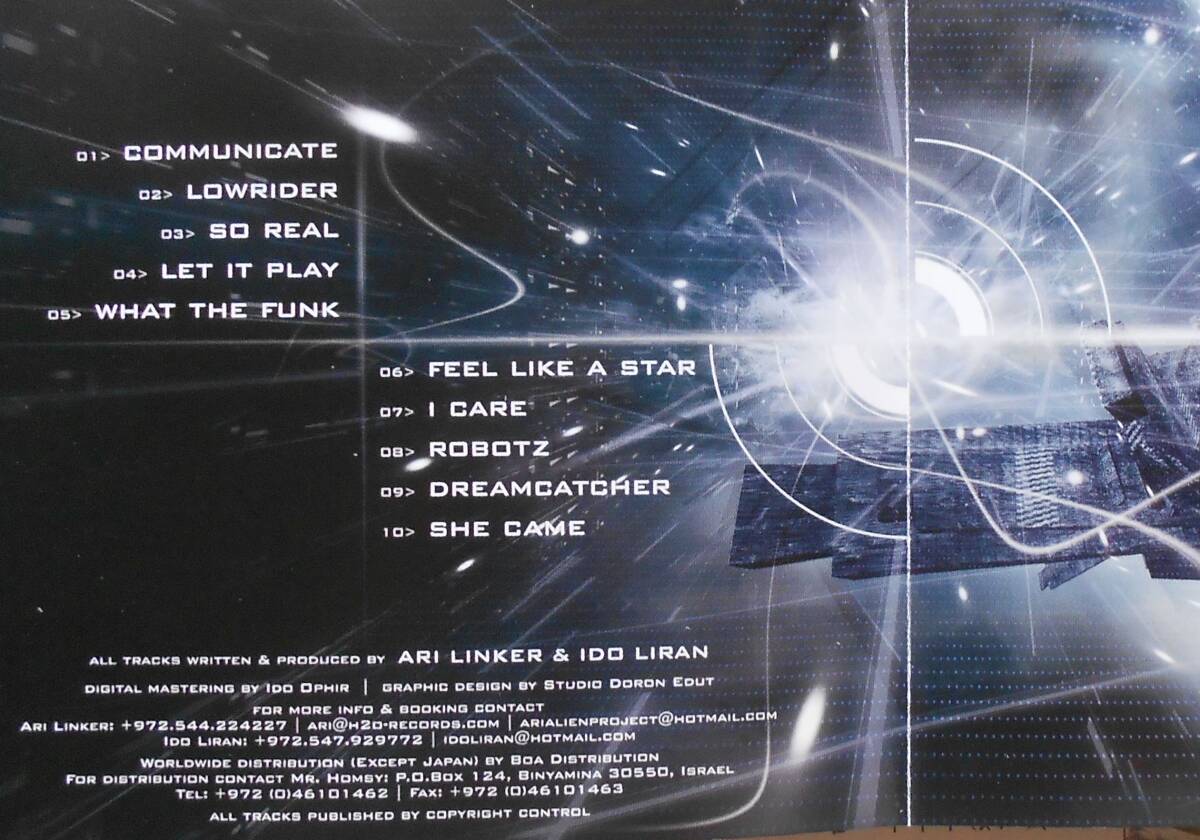 01> COMMUNICATE
02> LOWRIDER
03> SO REAL
04> LET IT PLAY
05> WHAT THE FUNK
06> FEEL LIKE A STAR
07> I CARE
08> ROBOTZ
09> DREAMCATCHER
10> SHE CAME
ALL TRACKS WRITTEN & PRODUCED BY ARI LINKER & IDO LIRAN
DIGITAL MASTERING BY IDO OPHIR | GRAPHIC DESIGN BY STUDIO DORON EDUT
FOR MORE INFO & BOOKING CONTACT
ARI LINKER: +972.544.224227 | ARI@H2O-RECORDS.COM | ARIALIENPROJECT@HOTMAIL.COM
IDO LIRAN: +972.547.929772 | IDOLIRAN@HOTMAIL.COM
WORLDWIDE DISTRIBUTION (EXCEPT JAPAN) BY BOA DISTRIBUTION
FOR DISTRIBUTION CONTACT MR. HOMSY: P.O.BOX 124, BINYAMINA 30550, ISRAEL
TEL: +972 (0)46101462 | FAX: +972 (0)46101463
ALL TRACKS PUBLISHED BY COPYRIGHT CONTROL